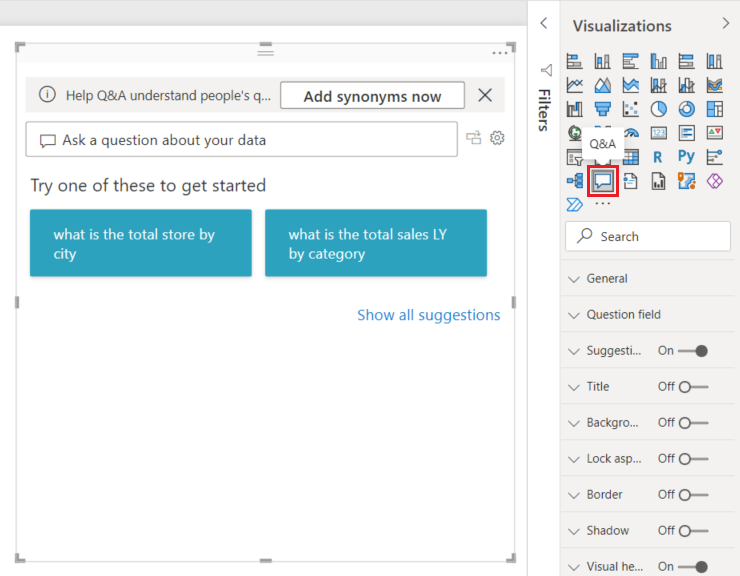 Help Q&A understand people's q...
Add synonyms now
Ask a question about your data
Try one of these to get started
what is the total store by
city
what is the total sales LY
by category
Show all suggestions
Filters
Visualizations
123
Q&A
R
Py
Search
General
Question field
Suggesti...
On
Title
Off
Backgro...
Off
Lock asp...
Off
Border
Off
Shadow
Off
Visual he...
On